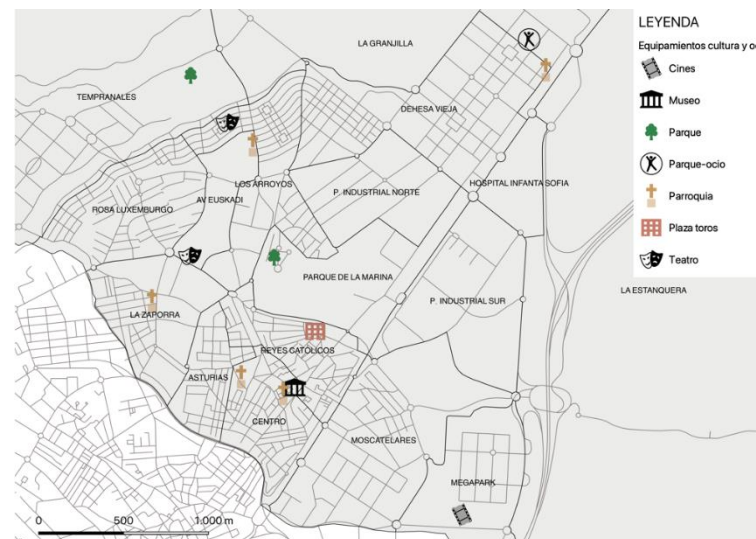 LEYENDA
Equipamientos cultura y oc
Cines
Museo
Parque
Parque-ocio
Parroquia
Plaza toros
Teatro
LA GRANJILLA
TEMPRANALES
DEHESA VIEJA
LOS ARROYOS
P. INDUSTRIAL NORTE
HOSPITAL INFANTA SOFIA
ROSA LUXEMBURGO
AV EUSKADI
PARQUE DE LA MARINA
LA ESTANQUERA
P. INDUSTRIAL SUR
LA ZAPORRA
REYES CATOLICOS
ASTURIAS
CENTRO
MOSCATELARES
MEGAPARK
0 500 1.000 m